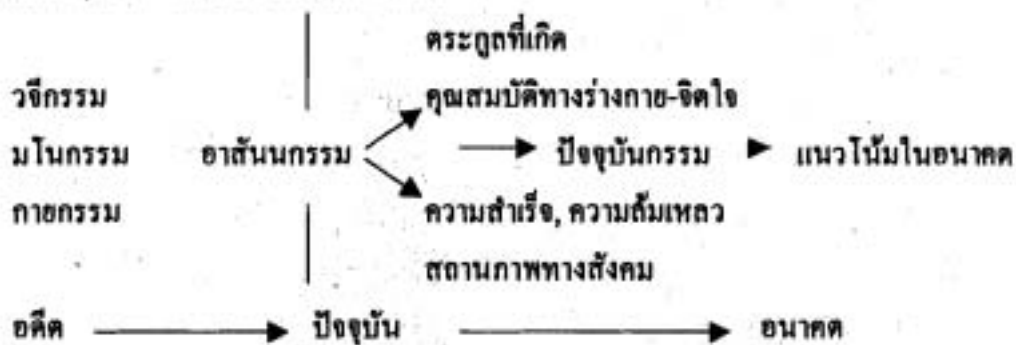 ตระกูลที่เกิด
วจีกรรม คุณสมบัติทางร่างกาย-จิตใจ
มโนกรรม อาสันนกรรม ปัจจุบันกรรม แนวโน้มในอนาคต
กายกรรม ความสำเร็จ, ความล้มเหลว
สถานภาพทางสังคม
อดีต ปัจจุบัน อนาคต